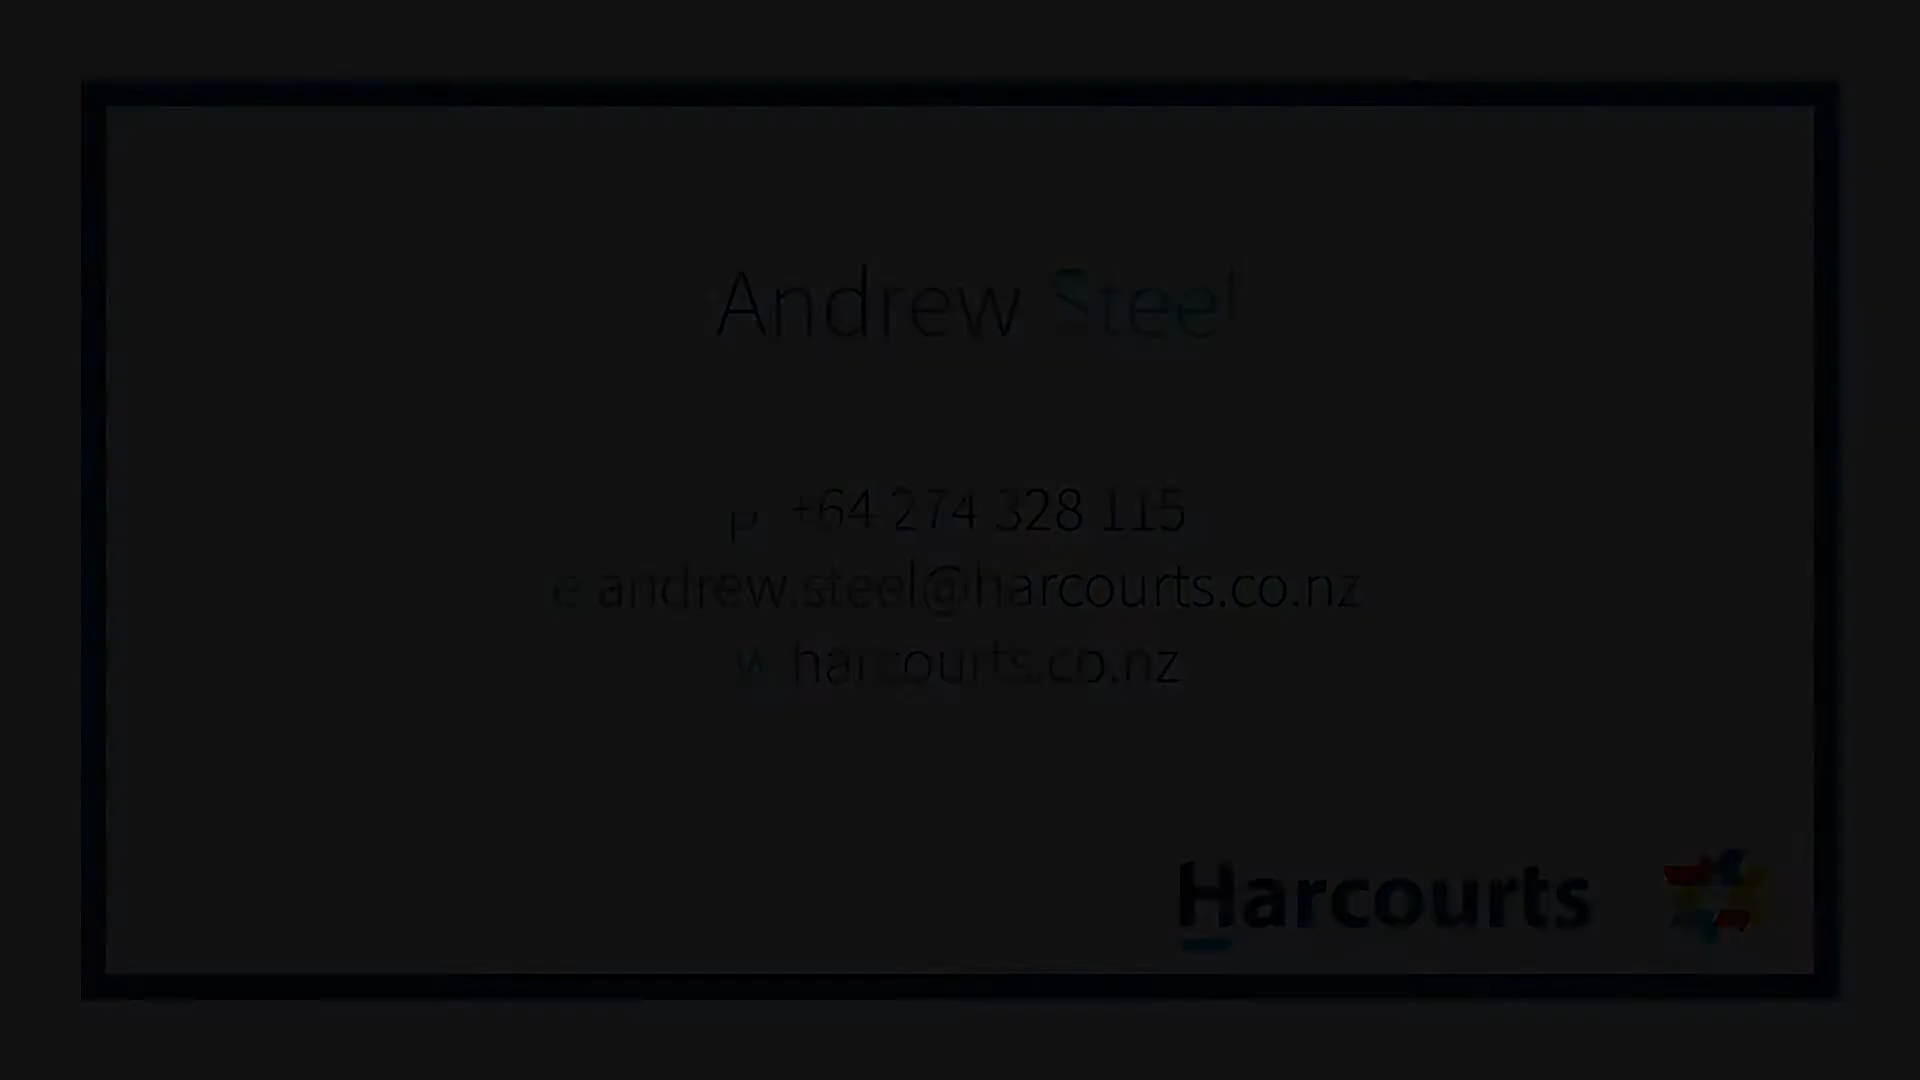 Andrew Steel
p +64 274 328 115
e andrew.steel@harcourts.co.nz
w harcourts.co.nz
Harcourts